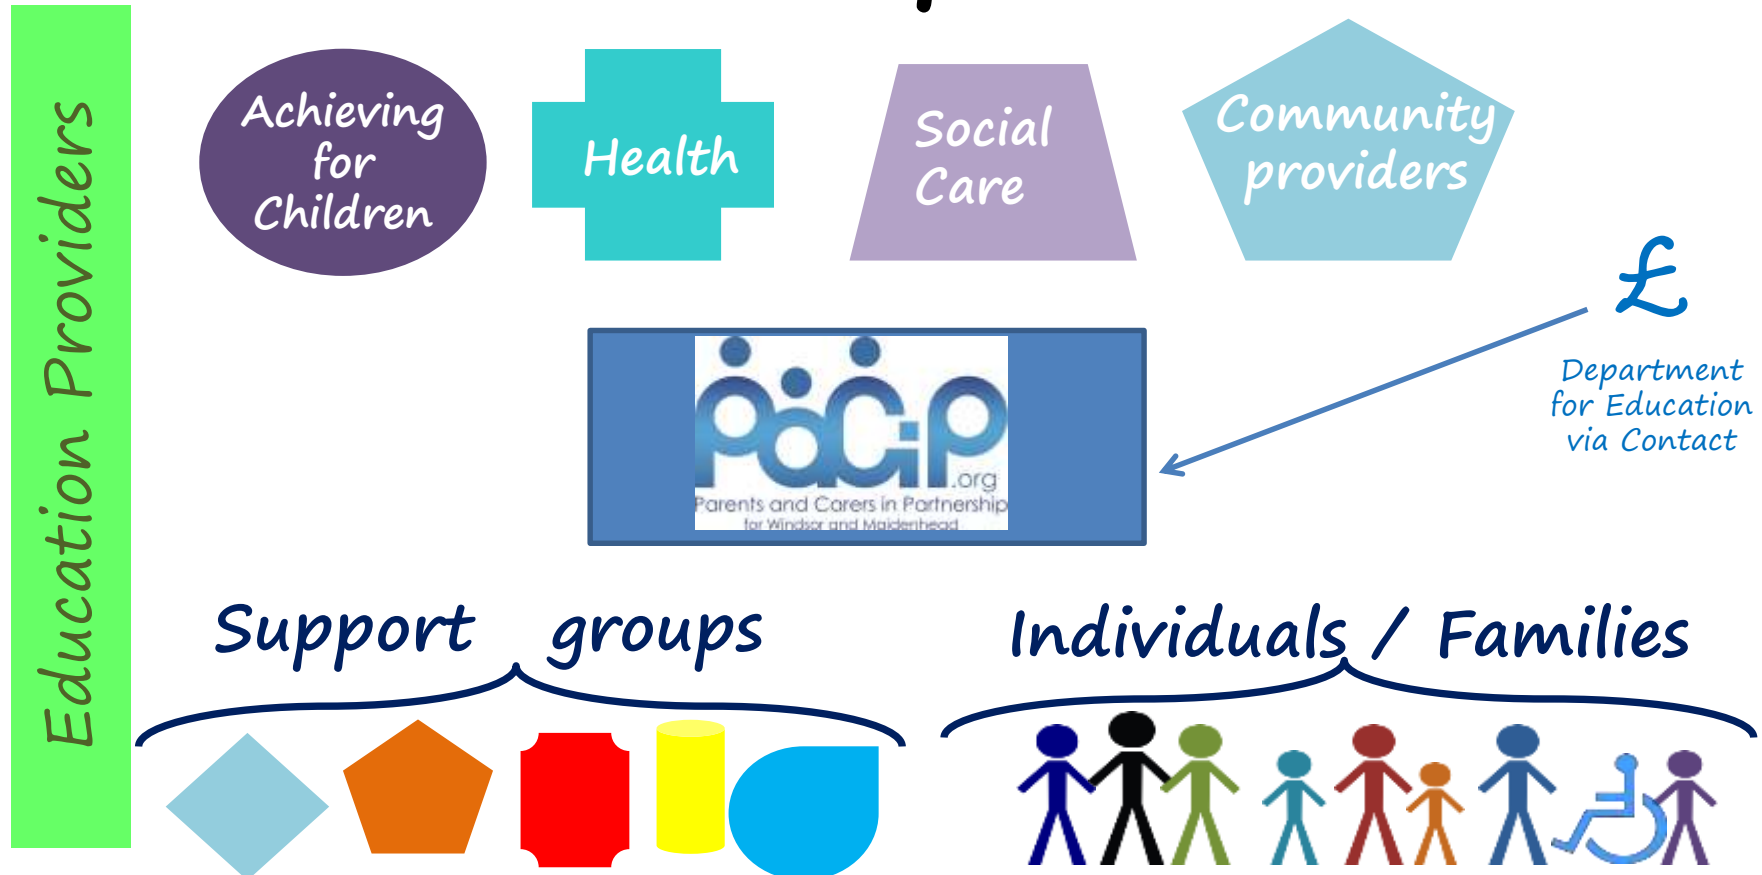 Education Providers
Achieving
for
Children
Health
Social
Care
Community
providers
£
Department
for Education
via Contact
PaCiP
.org
Parents and Carers in Partnership
for Windsor and Maidenhead
Support groups
Individuals / Families